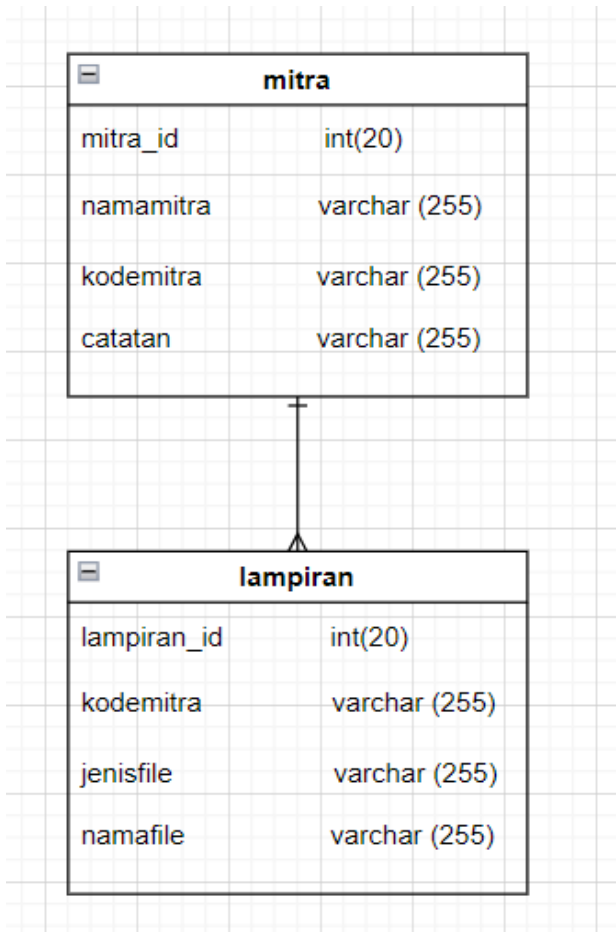 mitra
mitra_id int(20)
namamitra varchar (255)
kodemitra varchar (255)
catatan varchar (255)
lampiran
lampiran_id int(20)
kodemitra varchar (255)
jenisfile varchar (255)
namafile varchar (255)